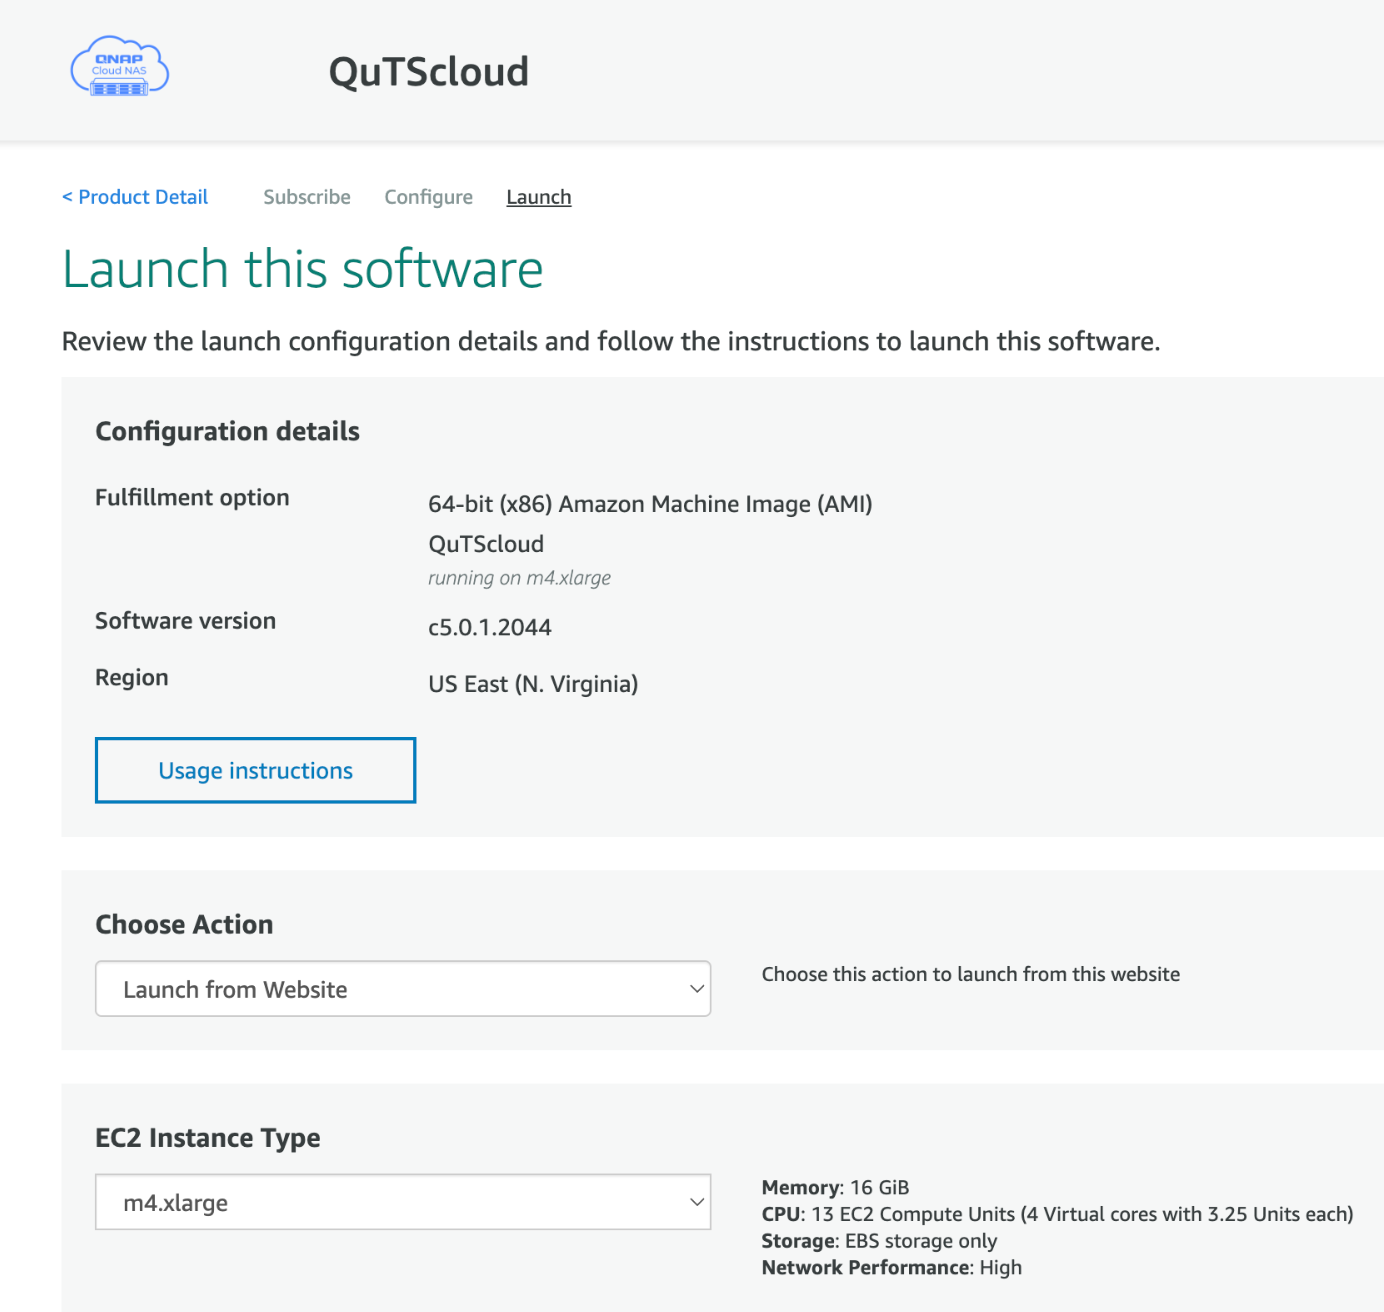 QNAP
Cloud NAS
QuTScloud
< Product Detail Subscribe Configure Launch
Launch this software
Review the launch configuration details and follow the instructions to launch this software.
Configuration details
Fulfillment option
64-bit (x86) Amazon Machine Image (AMI)
QuTScloud
running on m4.xlarge
Software version
c5.0.1.2044
Region
US East (N. Virginia)
Usage instructions
Choose Action
Launch from Website
Choose this action to launch from this website
EC2 Instance Type
m4.xlarge
Memory: 16 GiB
CPU: 13 EC2 Compute Units (4 Virtual cores with 3.25 Units each)
Storage: EBS storage only
Network Performance: High